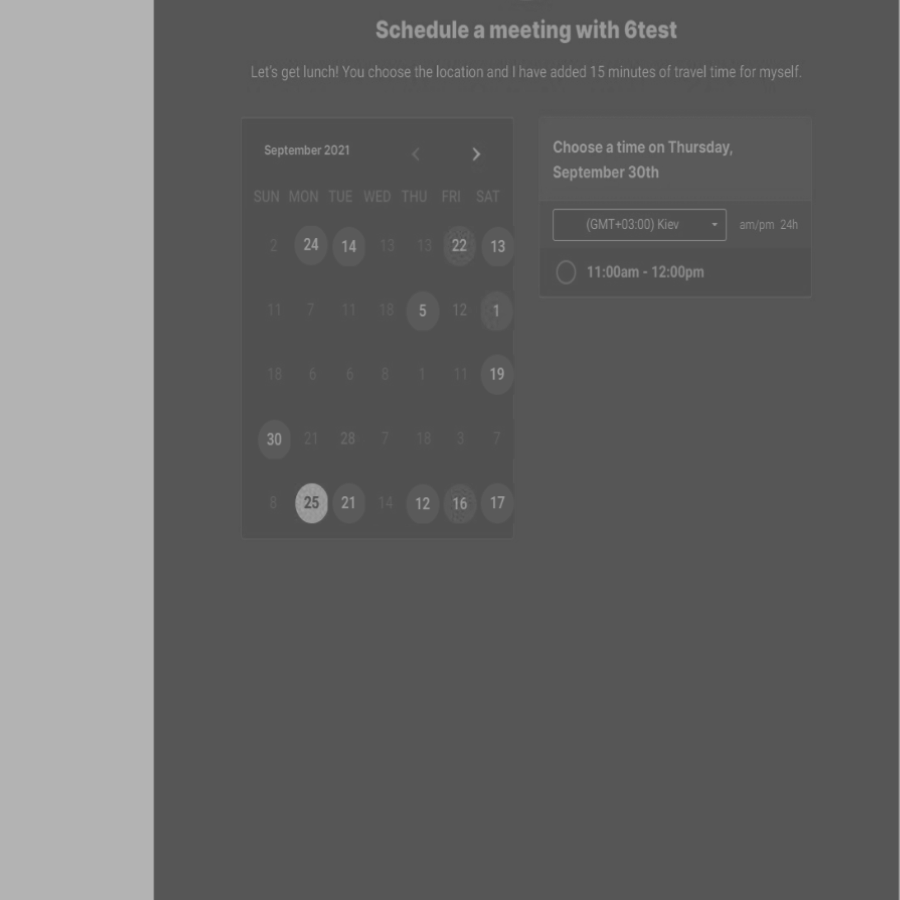 Schedule a meeting with 6test
Let's get lunch! You choose the location and I have added 15 minutes of travel time for myself.
September 2021
SUN MON TUE WED THU FRI SAT
2 24 14 13 13 22 13
11 7 11 18 5 12 1
18 6 6 8 1 11 19
30 21 28 7 18 3 7
8 25 21 14 12 16 17
Choose a time on Thursday,
September 30th
(GMT+03:00) Kiev am/pm 24h
11:00am - 12:00pm